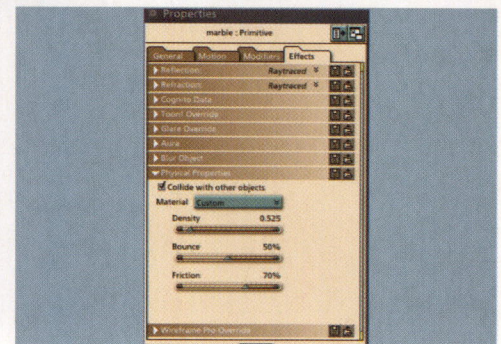 Properties
marble : Primitive
General Motion Modifiers Effects
Reflection: Raytraced
Refraction: Raytraced
Cognito Data
Toon! Override
Glare Override
Aura
Blur Object
Physical Properties
Collide with other objects
Material Custom
Density 0.525
Bounce 50%
Friction 70%
Wireframe Pro Override